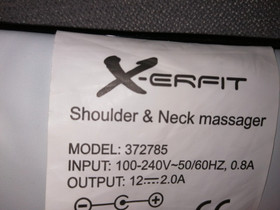 X-ERFIT
Shoulder & Neck massager
MODEL: 372785
INPUT: 100-240V~50/60HZ, 0.8A
OUTPUT: 12⎓2.0A